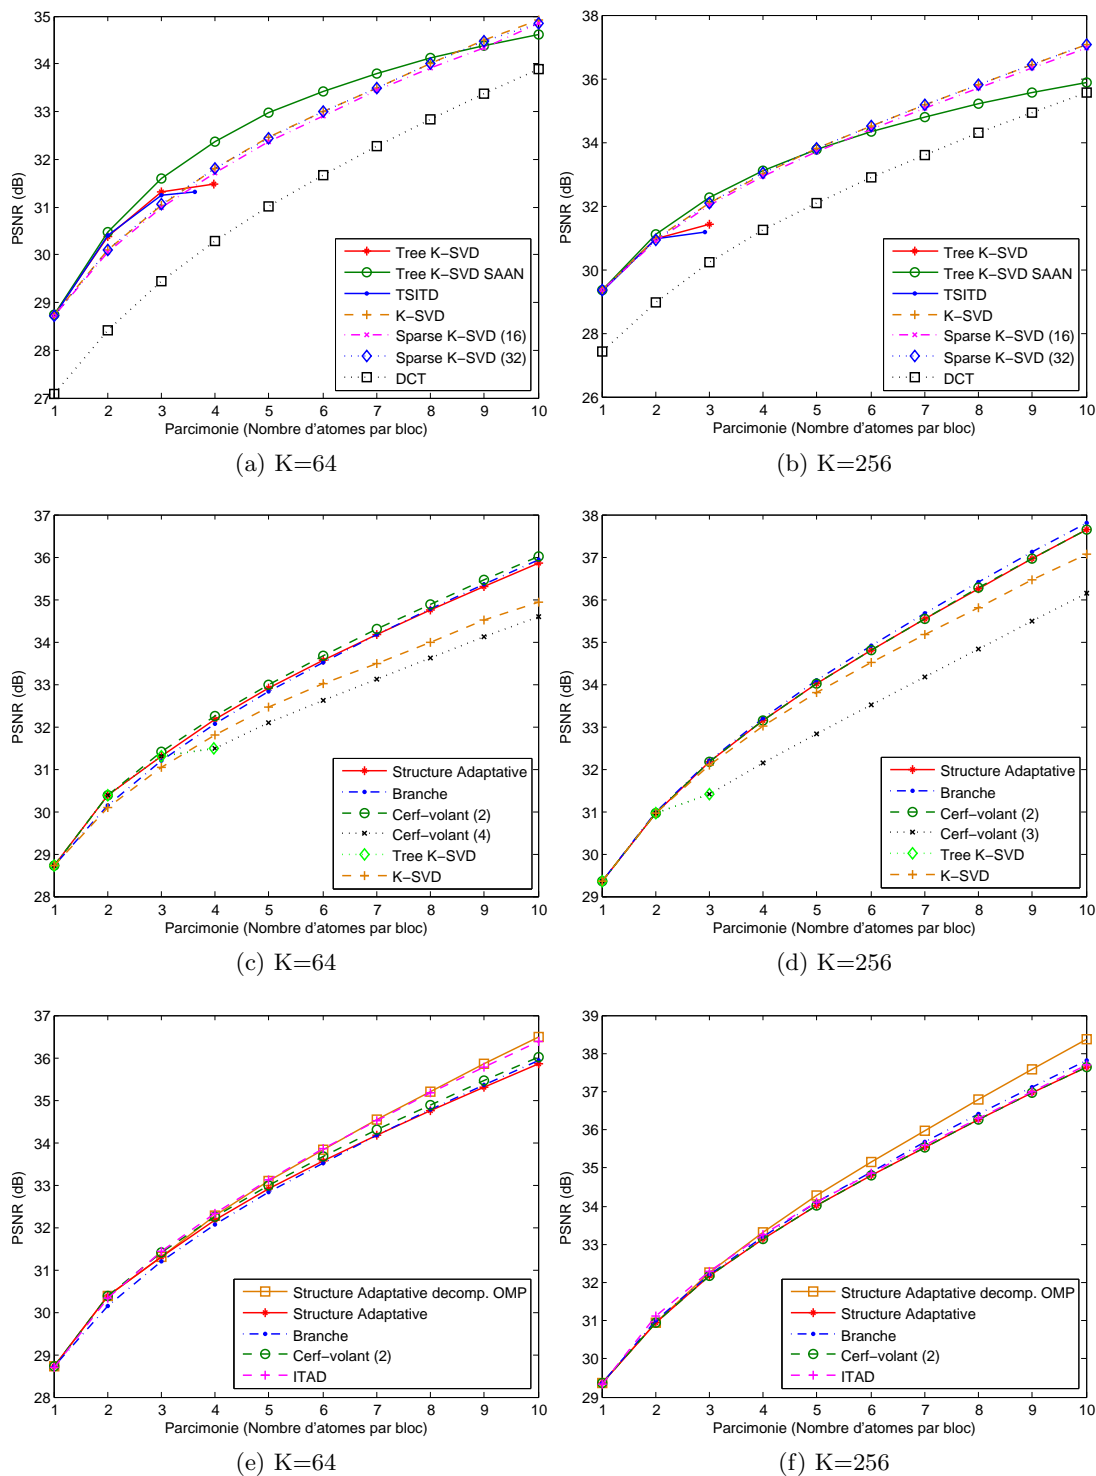 35
34
33
32
31
30
29
28
27
PSNR (dB)
1 2 3 4 5 6 7 8 9 10
Parcimonie (Nombre d'atomes par bloc)
Tree K-SVD
Tree K-SVD SAAN
TSITD
K-SVD
Sparse K-SVD (16)
Sparse K-SVD (32)
DCT
(a) K=64
38
36
34
32
30
28
26
PSNR (dB)
1 2 3 4 5 6 7 8 9 10
Parcimonie (Nombre d'atomes par bloc)
Tree K-SVD
Tree K-SVD SAAN
TSITD
K-SVD
Sparse K-SVD (16)
Sparse K-SVD (32)
DCT
(b) K=256
37
36
35
34
33
32
31
30
29
28
PSNR (dB)
1 2 3 4 5 6 7 8 9 10
Parcimonie (Nombre d'atomes par bloc)
Structure Adaptative
Branche
Cerf-volant (2)
Cerf-volant (4)
Tree K-SVD
K-SVD
(c) K=64
38
37
36
35
34
33
32
31
30
29
PSNR (dB)
1 2 3 4 5 6 7 8 9 10
Parcimonie (Nombre d'atomes par bloc)
Structure Adaptative
Branche
Cerf-volant (2)
Cerf-volant (3)
Tree K-SVD
K-SVD
(d) K=256
37
36
35
34
33
32
31
30
29
28
PSNR (dB)
1 2 3 4 5 6 7 8 9 10
Parcimonie (Nombre d'atomes par bloc)
Structure Adaptative decomp. OMP
Structure Adaptative
Branche
Cerf-volant (2)
ITAD
(e) K=64
39
38
37
36
35
34
33
32
31
30
29
PSNR (dB)
1 2 3 4 5 6 7 8 9 10
Parcimonie (Nombre d'atomes par bloc)
Structure Adaptative decomp. OMP
Structure Adaptative
Branche
Cerf-volant (2)
ITAD
(f) K=256